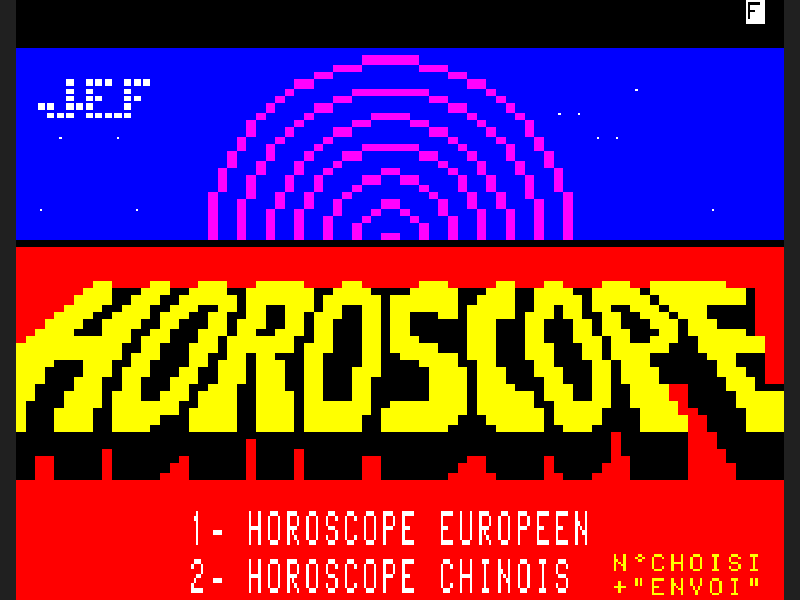 F
JEF
HOROSCOPE
1- HOROSCOPE EUROPEEN
2- HOROSCOPE CHINOIS
N°CHOISI
+"ENVOI"